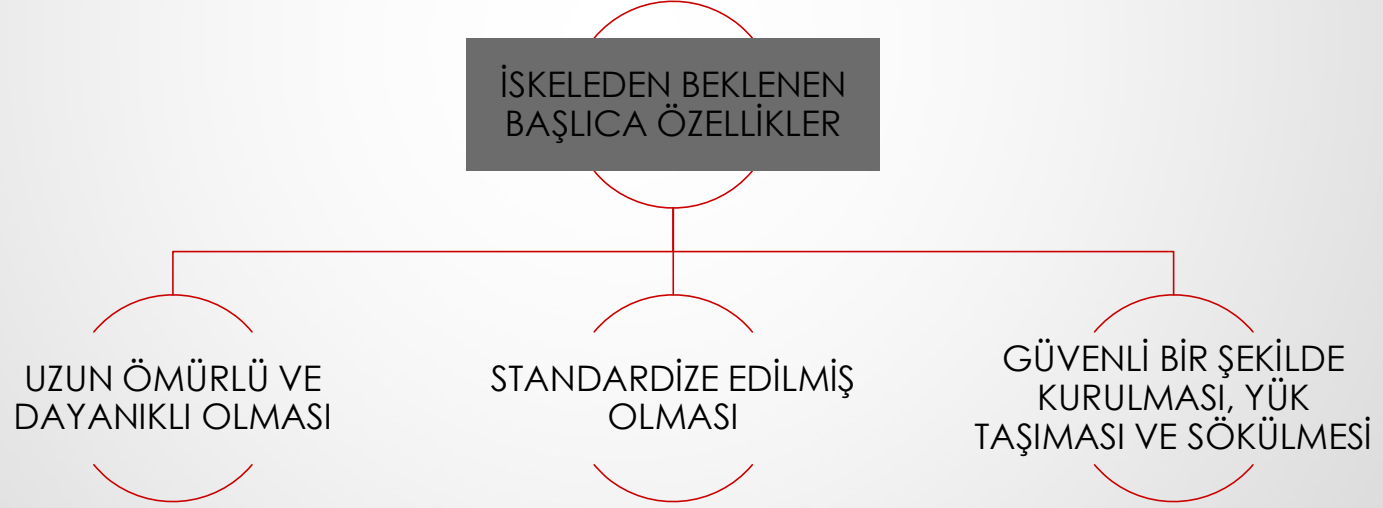 İSKELEDEN BEKLENEN
BAŞLICA ÖZELLİKLER
UZUN ÖMÜRLÜ VE
DAYANIKLI OLMASI
STANDARDİZE EDİLMİŞ
OLMASI
GÜVENLİ BİR ŞEKİLDE
KURULMASI, YÜK
TAŞIMASI VE SÖKÜLMESİ